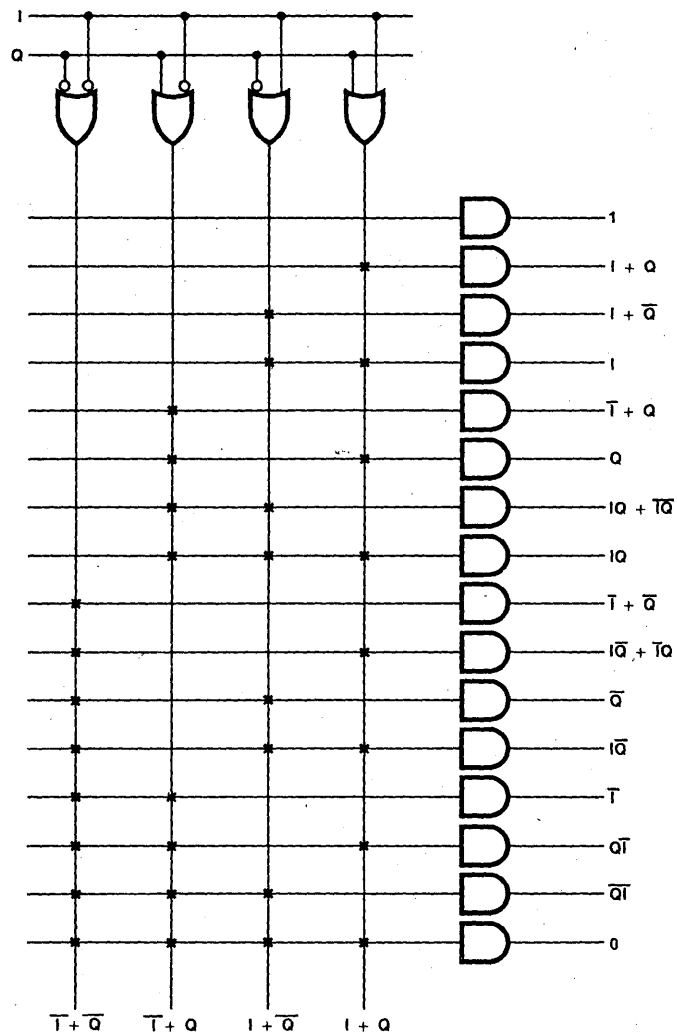 I
Q
1
I + Q
I + Q̅
I
I̅ + Q
Q
IQ + I̅Q̅
IQ
I̅ + Q̅
IQ̅ + I̅Q
Q̅
IQ̅
I̅
QI̅
Q̅I̅
0
I̅ + Q̅ I̅ + Q I + Q̅ I + Q